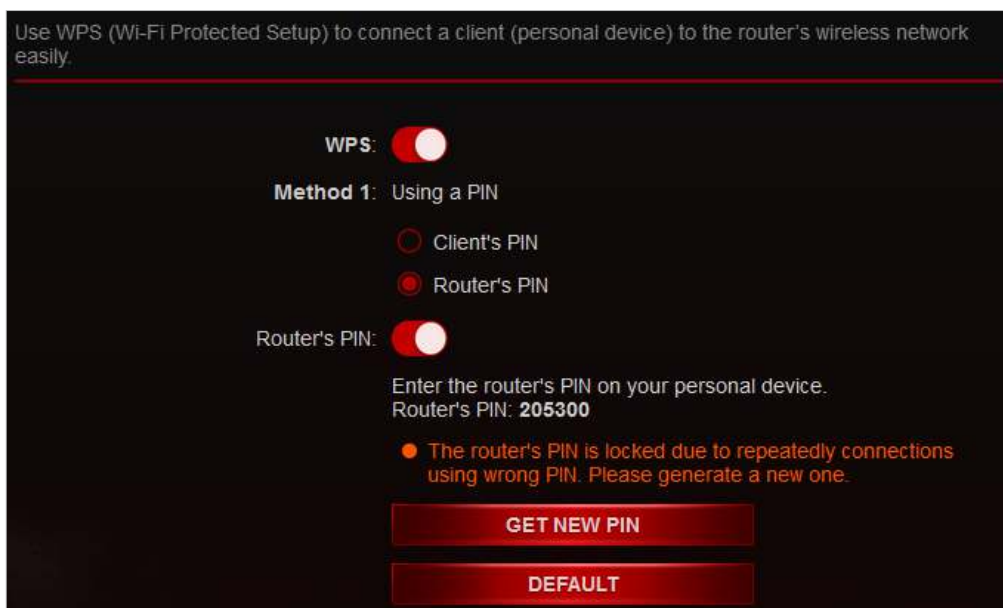 Use WPS (Wi-Fi Protected Setup) to connect a client (personal device) to the router's wireless network
easily.
WPS:
Method 1: Using a PIN
Client's PIN
Router's PIN
Router's PIN:
Enter the router's PIN on your personal device.
Router's PIN: 205300
The router's PIN is locked due to repeatedly connections
using wrong PIN. Please generate a new one.
GET NEW PIN
DEFAULT